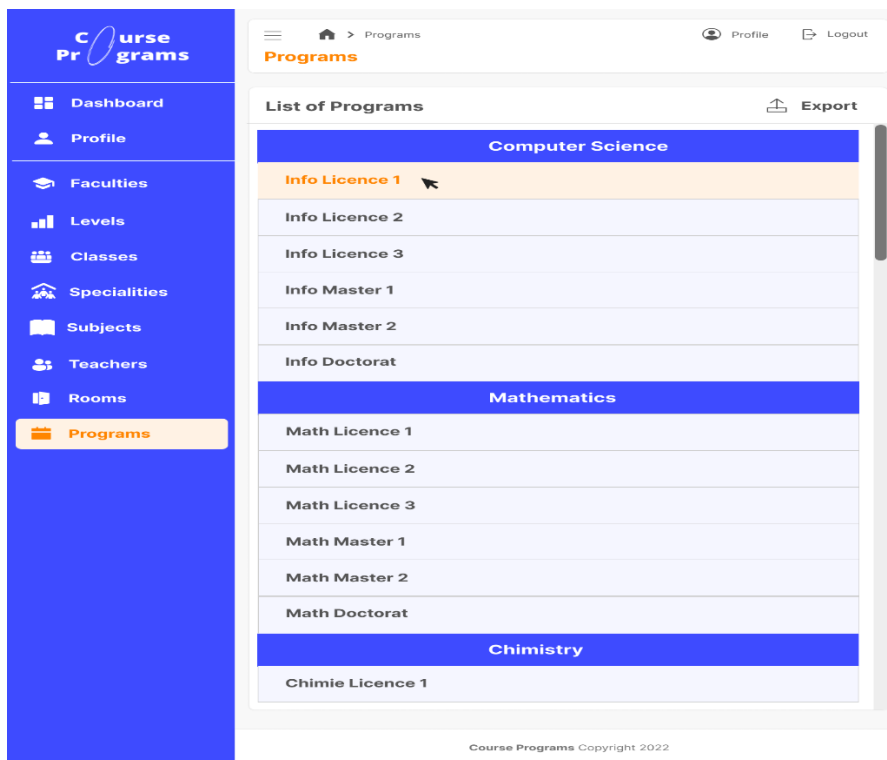 C urse
Pr grams
Dashboard
Profile
Faculties
Levels
Classes
Specialities
Subjects
Teachers
Rooms
Programs
> Programs
Profile
Logout
Programs
List of Programs
Export
Computer Science
Info Licence 1
Info Licence 2
Info Licence 3
Info Master 1
Info Master 2
Info Doctorat
Mathematics
Math Licence 1
Math Licence 2
Math Licence 3
Math Master 1
Math Master 2
Math Doctorat
Chimistry
Chimie Licence 1
Course Programs Copyright 2022